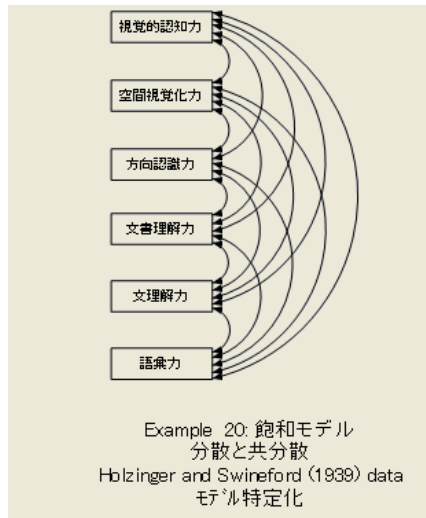 視覚的認知力
空間視覚化力
方向認識力
文書理解力
文理解力
語彙力
Example 20: 飽和モデル
分散と共分散
Holzinger and Swineford (1939) data
モデル特定化